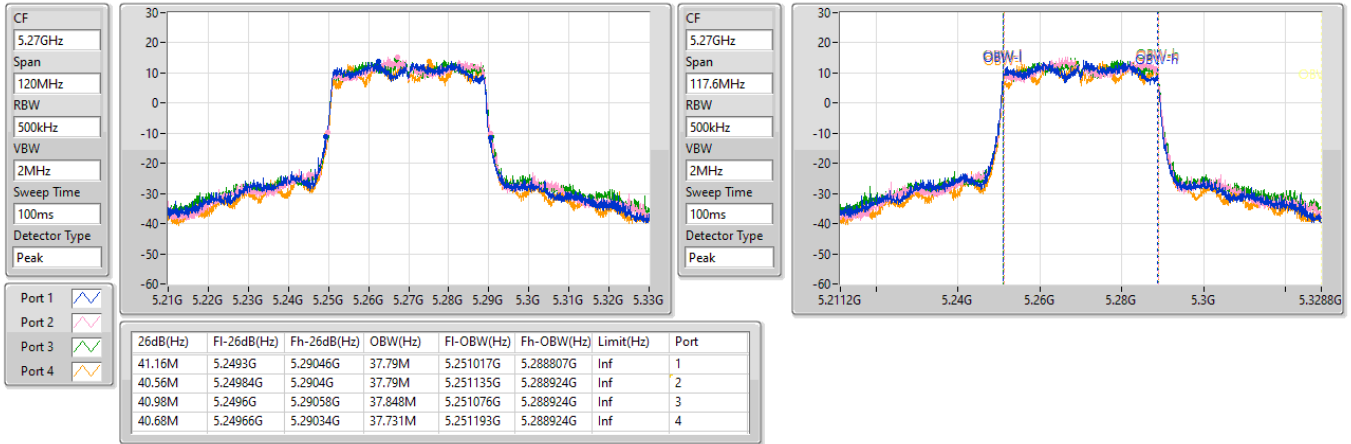 CF
5.27GHz
Span
120MHz
RBW
500kHz
VBW
2MHz
Sweep Time
100ms
Detector Type
Peak
Port 1
Port 2
Port 3
Port 4
30-
20-
10-
0-
-10-
-20-
-30-
-40-
-50-
-60-
5.21G 5.22G 5.23G 5.24G 5.25G 5.26G 5.27G 5.28G 5.29G 5.30G 5.31G 5.32G 5.33G
CF
5.27GHz
Span
117.6MHz
RBW
500kHz
VBW
2MHz
Sweep Time
100ms
Detector Type
Peak
30-
20-
10-
0-
-10-
-20-
-30-
-40-
-50-
-60-
OBW-l OBW-h
5.2112G 5.24G 5.26G 5.28G 5.3G 5.3288G
26dB(Hz) Fl-26dB(Hz) Fh-26dB(Hz) OBW(Hz) Fl-OBW(Hz) Fh-OBW(Hz) Limit(Hz) Port
41.16M 5.2493G 5.29046G 37.79M 5.251017G 5.288807G Inf 1
40.56M 5.24984G 5.2904G 37.79M 5.251135G 5.288924G Inf 2
40.98M 5.2496G 5.29058G 37.848M 5.251076G 5.288924G Inf 3
40.68M 5.24966G 5.29034G 37.731M 5.251193G 5.288924G Inf 4